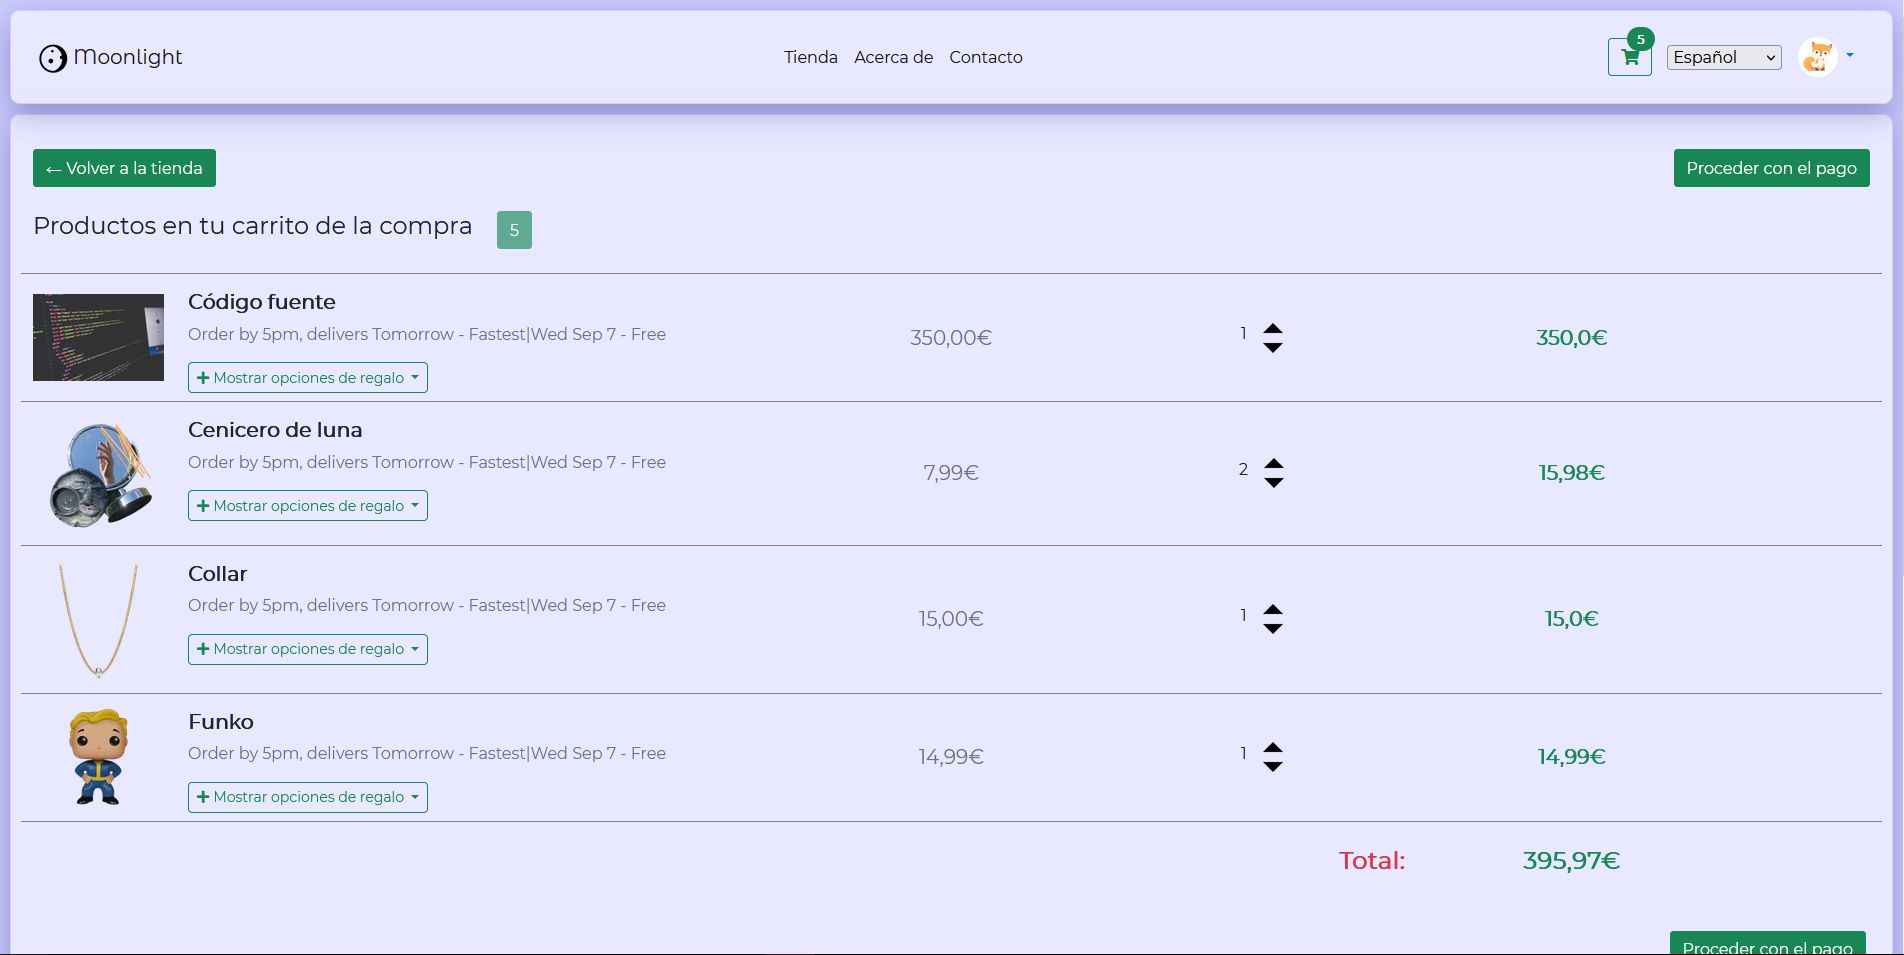 Moonlight
Tienda Acerca de Contacto
5
Español
← Volver a la tienda
Proceder con el pago
Productos en tu carrito de la compra 5
Código fuente
Order by 5pm, delivers Tomorrow - Fastest|Wed Sep 7 - Free
350,00€ 1 350,0€
Mostrar opciones de regalo
Cenicero de luna
Order by 5pm, delivers Tomorrow - Fastest|Wed Sep 7 - Free
7,99€ 2 15,98€
Mostrar opciones de regalo
Collar
Order by 5pm, delivers Tomorrow - Fastest|Wed Sep 7 - Free
15,00€ 1 15,0€
Mostrar opciones de regalo
Funko
Order by 5pm, delivers Tomorrow - Fastest|Wed Sep 7 - Free
14,99€ 1 14,99€
Mostrar opciones de regalo
Total: 395,97€
Proceder con el pago